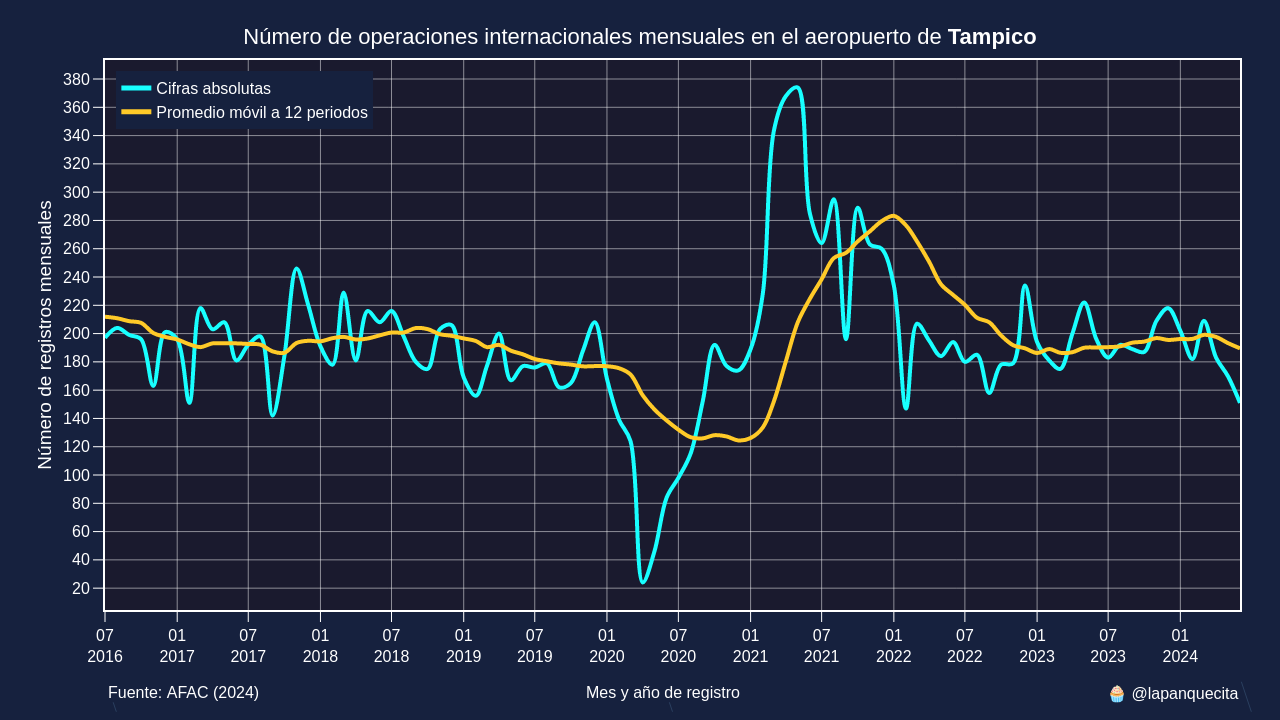 Número de operaciones internacionales mensuales en el aeropuerto de Tampico
Cifras absolutas
Promedio móvil a 12 periodos
Número de registros mensuales
380
360
340
320
300
280
260
240
220
200
180
160
140
120
100
80
60
40
20
07 01 07 01 07 01 07 01 07 01 07 01 07 01 07 01
2016 2017 2017 2018 2018 2019 2019 2020 2020 2021 2021 2022 2022 2023 2023 2024
Fuente: AFAC (2024)
Mes y año de registro
🧁 @lapanquecita